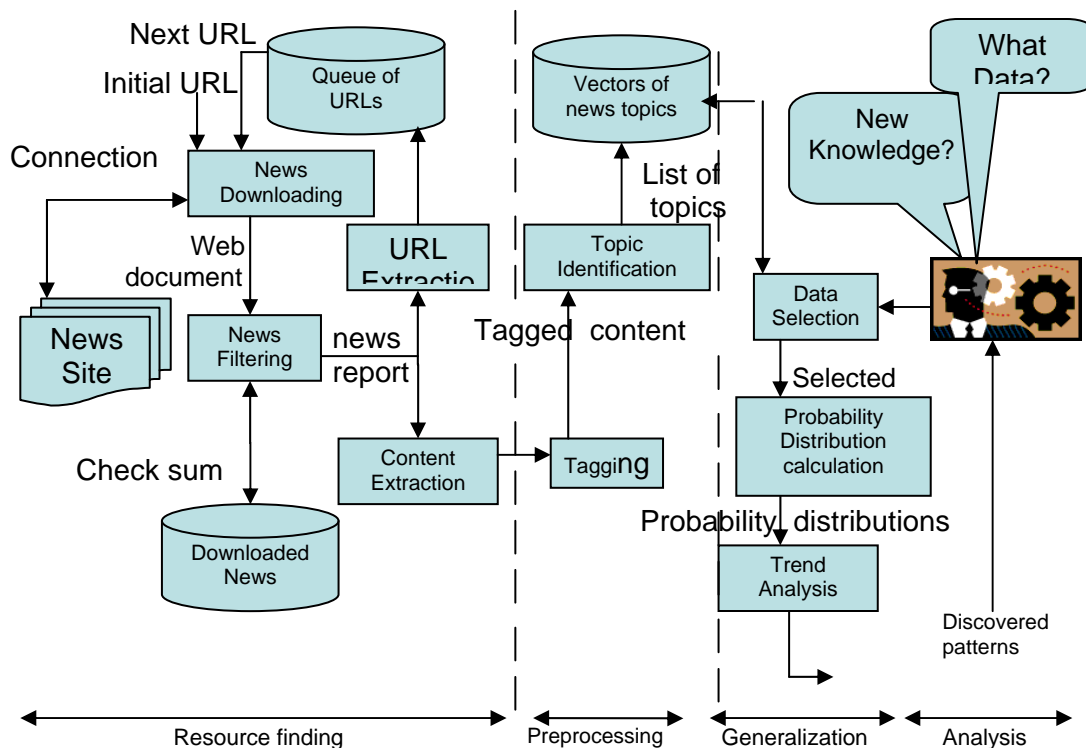 Next URL
Initial URL
Queue of
URLs
Connection
News
Downloading
Web
document
URL
Extractio
News
Site
News
Filtering
news
report
Check sum
Content
Extraction
Downloaded
News
Vectors of
news topics
List of
topics
Topic
Identification
Tagged content
Tagging
What
Data?
New
Knowledge?
Data
Selection
Selected
Probability
Distribution
calculation
Probability distributions
Trend
Analysis
Discovered
patterns
Resource finding
Preprocessing
Generalization
Analysis